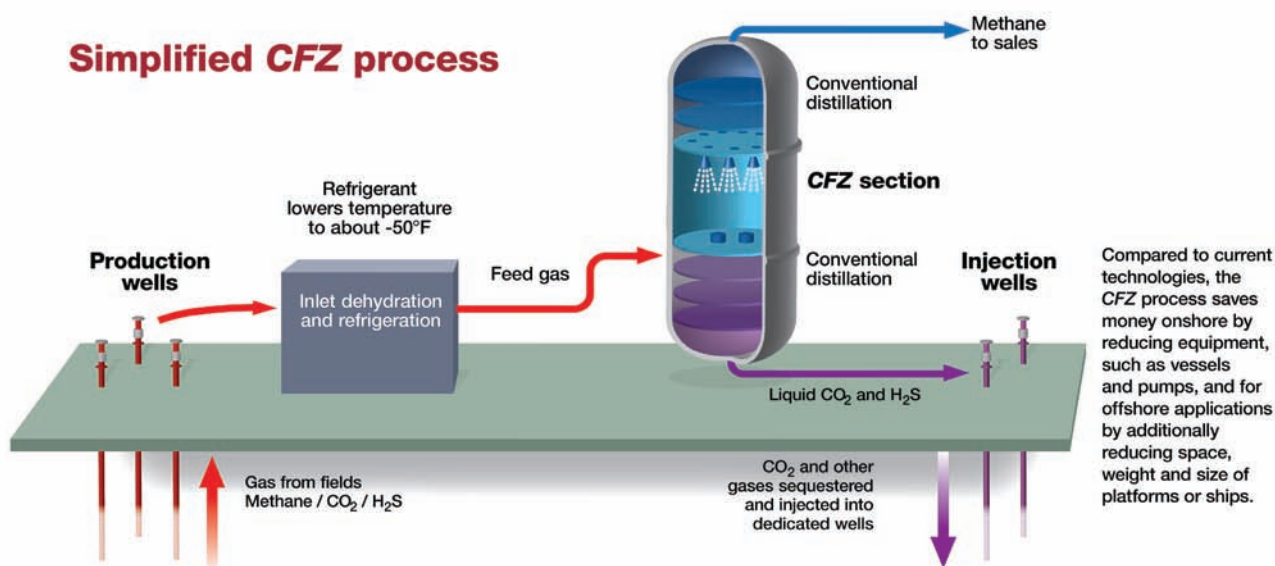 Simplified CFZ process
Methane
to sales
Conventional
distillation
CFZ section
Conventional
distillation
Refrigerant
lowers temperature
to about -50°F
Production
wells
Inlet dehydration
and refrigeration
Feed gas
Injection
wells
Liquid CO₂ and H₂S
Gas from fields
Methane / CO₂ / H₂S
CO₂ and other
gases sequestered
and injected into
dedicated wells
Compared to current
technologies, the
CFZ process saves
money onshore by
reducing equipment,
such as vessels
and pumps, and for
offshore applications
by additionally
reducing space,
weight and size of
platforms or ships.